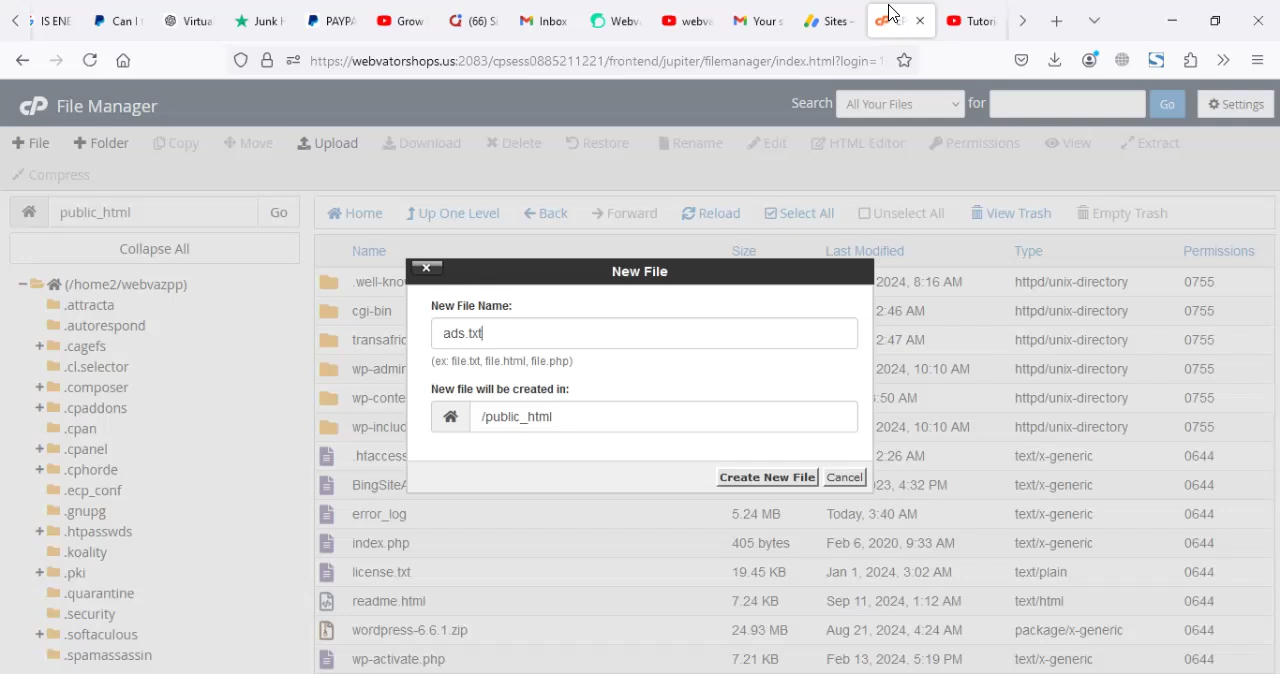 IS ENE
Can I
Virtua
Junk
PAYPA
Grow
(66)
Inbox
Webv
webva
Your s
Sites -
Tutori
https://webvatorshops.us:2083/cpsess0885211221/frontend/jupiter/filemanager/index.html?login=1
cP File Manager
Search All Your Files for Go Settings
File Folder Copy Move Upload Download Delete Restore Rename Edit HTML Editor Permissions View Extract
Compress
public_html Go
Home Up One Level Back Forward Reload Select All Unselect All View Trash Empty Trash
Collapse All
(/home2/webvazpp)
.attracta
.autorespond
.cagefs
.cl.selector
.composer
.cpaddons
.cpan
.cpanel
.cphorde
.ecp_conf
.gnupg
.htpasswds
.koality
.pki
.quarantine
.security
.softaculous
.spamassassin
Name Size Last Modified Type Permissions
.well-kno 2024, 8:16 AM httpd/unix-directory 0755
cgi-bin 2:46 AM httpd/unix-directory 0755
transafric 2:47 AM httpd/unix-directory 0755
wp-admin 2024, 10:10 AM httpd/unix-directory 0755
wp-conte :50 AM httpd/unix-directory 0755
wp-includ 2024, 10:10 AM httpd/unix-directory 0755
.htaccess 2:26 AM text/x-generic 0644
BingSiteA 023, 4:32 PM text/x-generic 0644
error_log 5.24 MB Today, 3:40 AM text/x-generic 0644
index.php 405 bytes Feb 6, 2020, 9:33 AM text/x-generic 0644
license.txt 19.45 KB Jan 1, 2024, 3:02 AM text/plain 0644
readme.html 7.24 KB Sep 11, 2024, 1:12 AM text/html 0644
wordpress-6.6.1.zip 24.93 MB Aug 21, 2024, 4:24 AM package/x-generic 0644
wp-activate.php 7.21 KB Feb 13, 2024, 5:19 PM text/x-generic 0644
New File
New File Name:
ads.txt
(ex: file.txt, file.html, file.php)
New file will be created in:
/public_html
Create New File Cancel